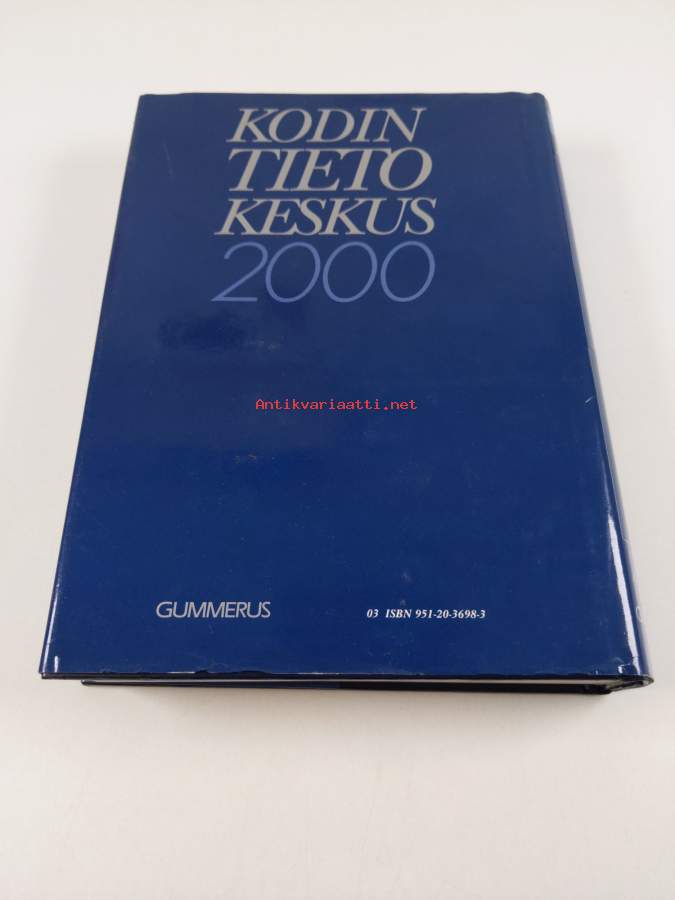 KODIN
TIETO
KESKUS
2000
Antikvariaatti.net
GUMMERUS
03 ISBN 951-20-3698-3